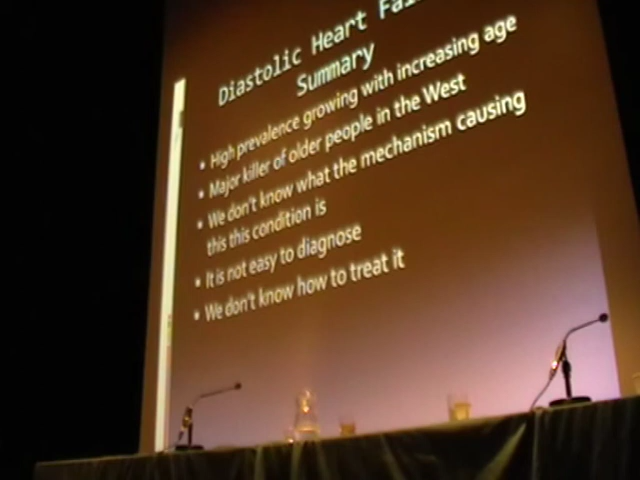 Diastolic Heart
Summary
• High prevalence growing with increasing age
• Major killer of older people in the West
• We don't know what the mechanism causing
this this condition is
• It is not easy to diagnose
• We don't know how to treat it